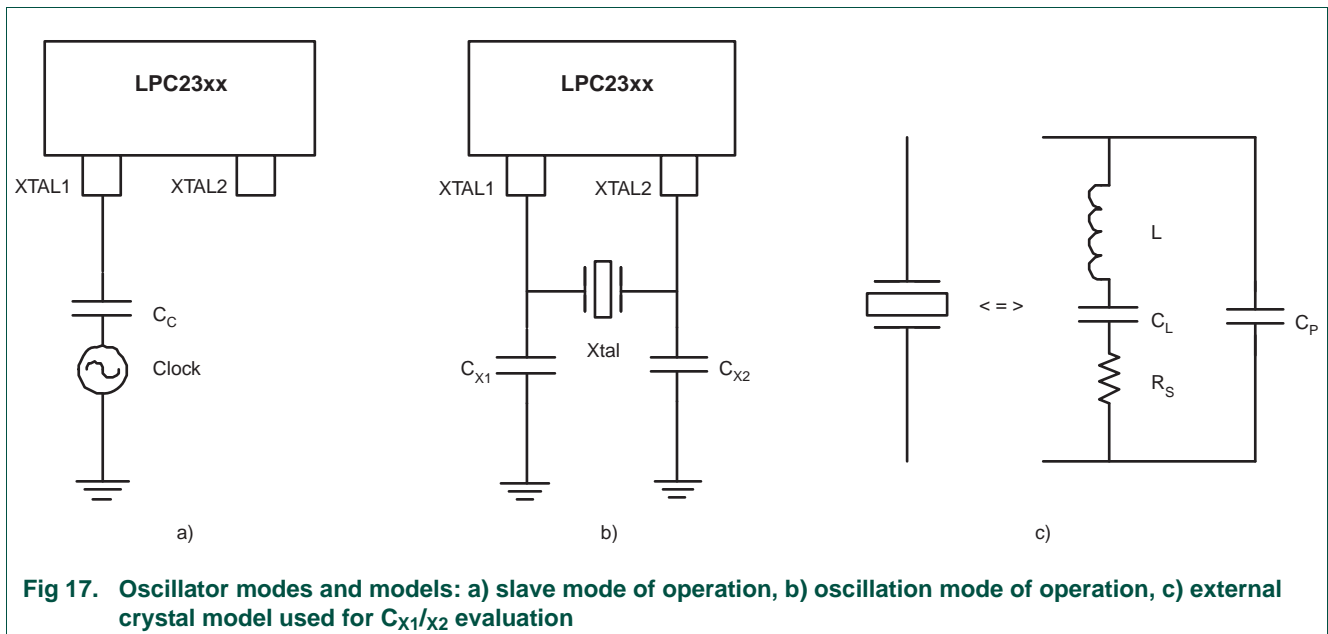 LPC23xx
XTAL1
XTAL2
C_C
Clock
a)
LPC23xx
XTAL1
XTAL2
Xtal
C_X1
C_X2
b)
< = >
L
C_L
R_S
C_P
c)
Fig 17. Oscillator modes and models: a) slave mode of operation, b) oscillation mode of operation, c) external
crystal model used for C_X1/X2 evaluation